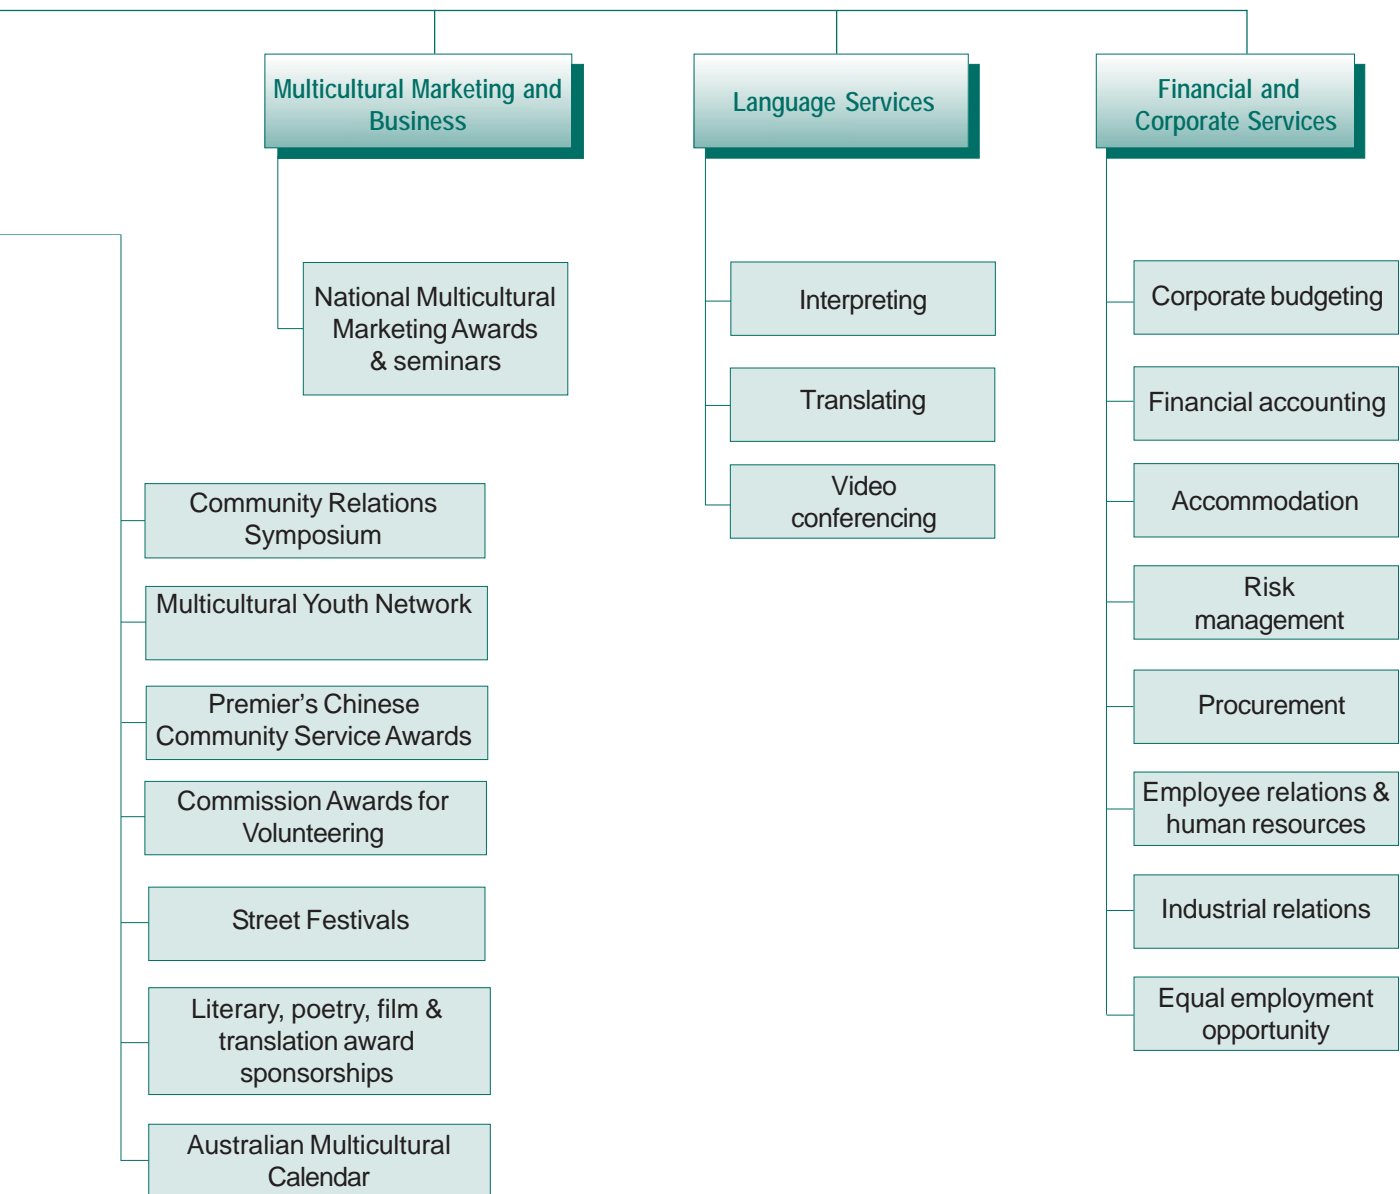 Multicultural Marketing and
Business
Language Services
Financial and
Corporate Services
National Multicultural
Marketing Awards
& seminars
Interpreting
Translating
Video
conferencing
Corporate budgeting
Financial accounting
Accommodation
Risk
management
Procurement
Employee relations &
human resources
Industrial relations
Equal employment
opportunity
Community Relations
Symposium
Multicultural Youth Network
Premier’s Chinese
Community Service Awards
Commission Awards for
Volunteering
Street Festivals
Literary, poetry, film &
translation award
sponsorships
Australian Multicultural
Calendar